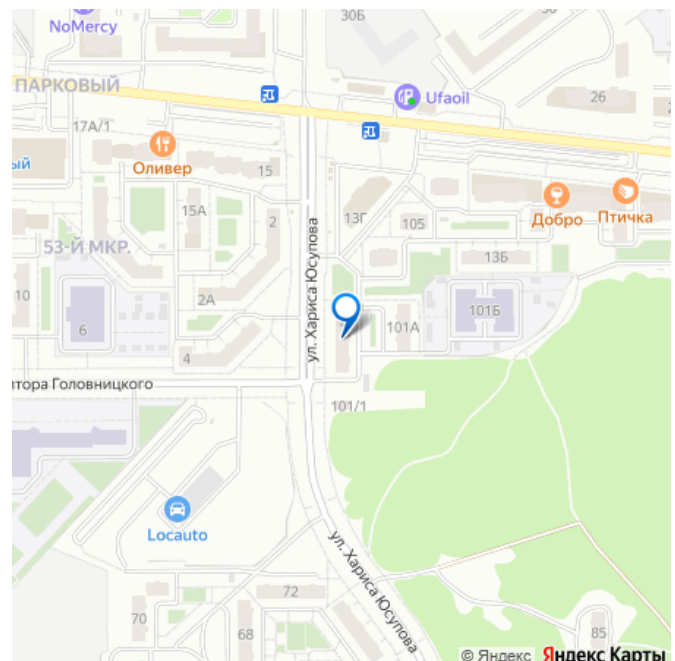 30Б
NoMercy
ПАРКОВЫЙ
Ufaoil
26
17А/1
ый
Оливер
15
15А
2
13Г
105
Добро
Птичка
53-Й МКР.
13Б
10
2А
6
ул. Хариса Юсупова
101А
101Б
4
итора Головницкого
101/1
Locauto
ул. Хариса Юсупова
72
70
68
85
© Яндекс Яндекс Карты